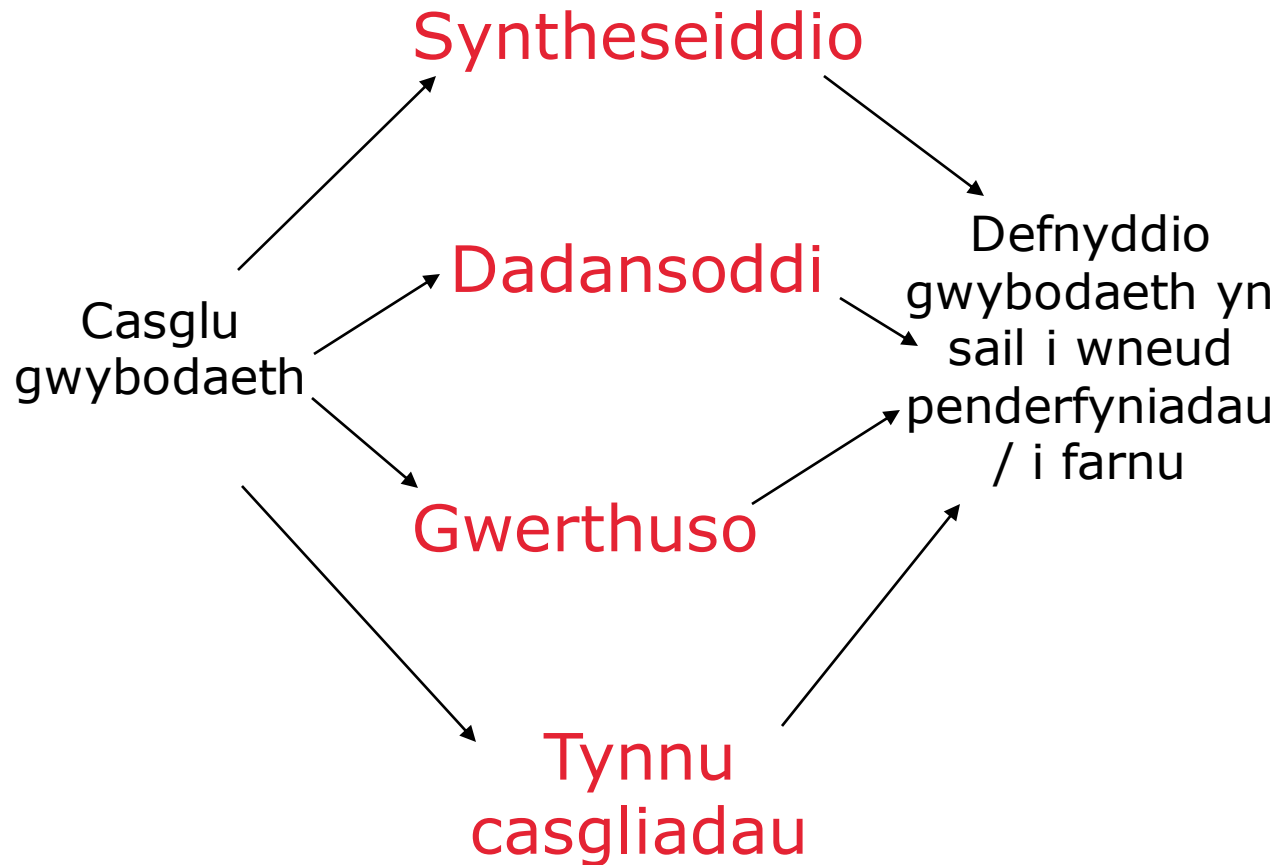 Syntheseiddio
Dadansoddi
Casglu
gwybodaeth
Gwerthuso
Tynnu
casgliadau
Defnyddio
gwybodaeth yn
sail i wneud
penderfyniadau
/ i farnu